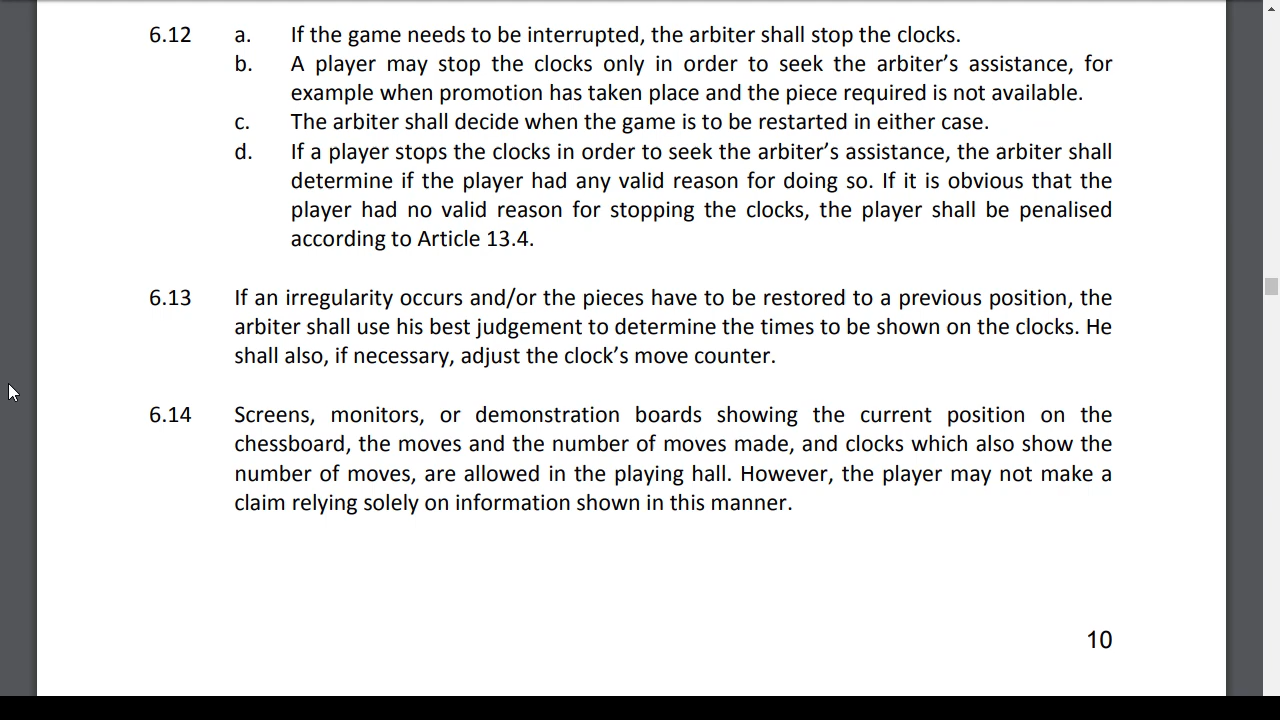 6.12 a. If the game needs to be interrupted, the arbiter shall stop the clocks.
b. A player may stop the clocks only in order to seek the arbiter’s assistance, for
example when promotion has taken place and the piece required is not available.
c. The arbiter shall decide when the game is to be restarted in either case.
d. If a player stops the clocks in order to seek the arbiter’s assistance, the arbiter shall
determine if the player had any valid reason for doing so. If it is obvious that the
player had no valid reason for stopping the clocks, the player shall be penalised
according to Article 13.4.
6.13 If an irregularity occurs and/or the pieces have to be restored to a previous position, the
arbiter shall use his best judgement to determine the times to be shown on the clocks. He
shall also, if necessary, adjust the clock’s move counter.
6.14 Screens, monitors, or demonstration boards showing the current position on the
chessboard, the moves and the number of moves made, and clocks which also show the
number of moves, are allowed in the playing hall. However, the player may not make a
claim relying solely on information shown in this manner.
10